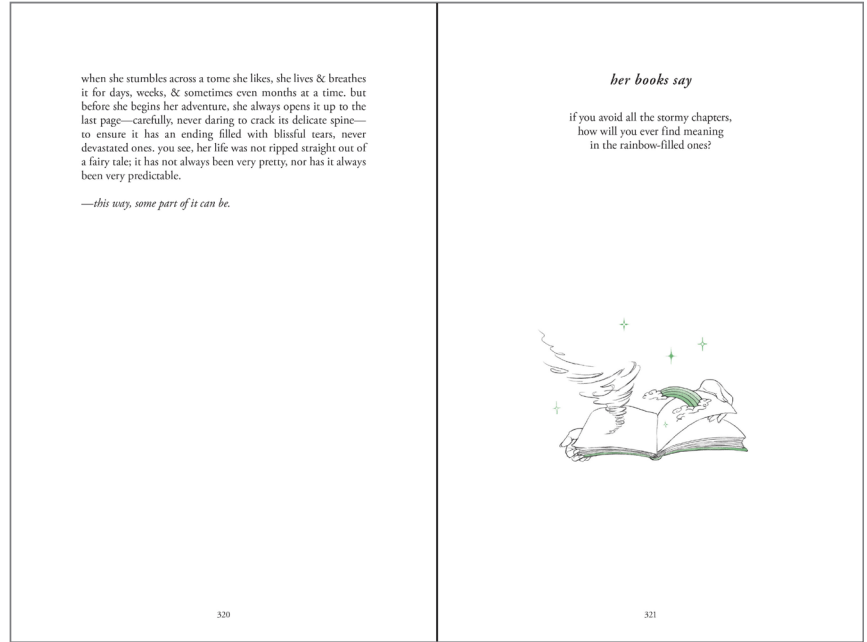 when she stumbles across a tome she likes, she lives & breathes
it for days, weeks, & sometimes even months at a time. but
before she begins her adventure, she always opens it up to the
last page—carefully, never daring to crack its delicate spine—
to ensure it has an ending filled with blissful tears, never
devastated ones. you see, her life was not ripped straight out of
a fairy tale; it has not always been very pretty, nor has it always
been very predictable.
—this way, some part of it can be.
320
her books say
if you avoid all the stormy chapters,
how will you ever find meaning
in the rainbow-filled ones?
321